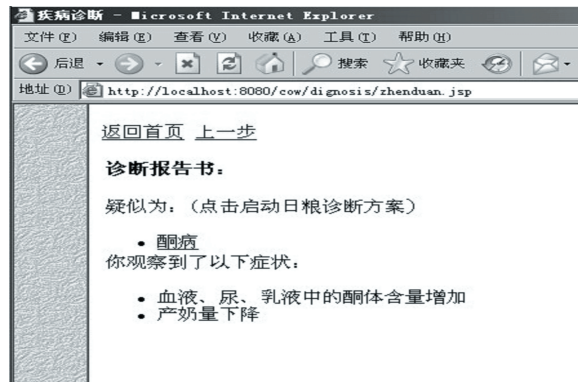 疾病诊断 - Microsoft Internet Explorer
文件(F) 编辑(E) 查看(V) 收藏(A) 工具(T) 帮助(H)
后退 搜索 收藏夹
地址(D) http://localhost:8080/cow/dignosis/zhenduan.jsp
返回首页 上一步
诊断报告书:
疑似为:(点击启动日粮诊断方案)
• 酮病
你观察到了以下症状:
• 血液、尿、乳液中的酮体含量增加
• 产奶量下降